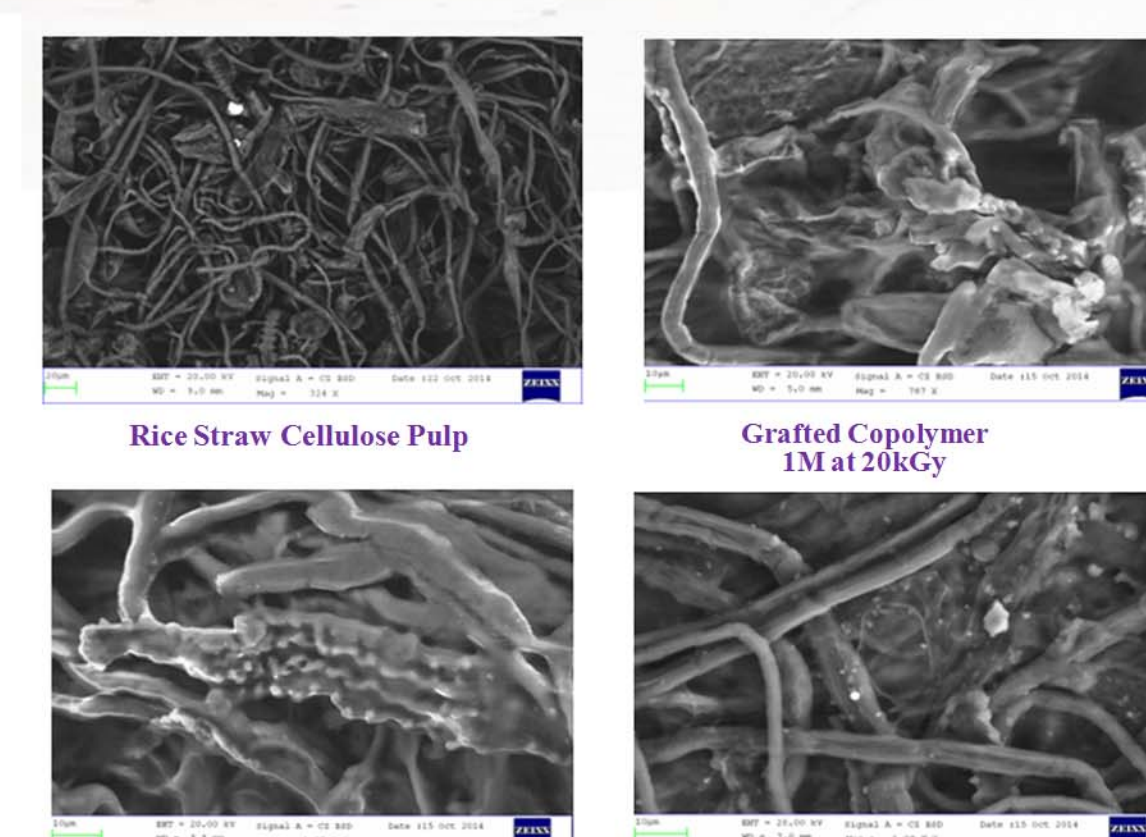 20µm
EHT = 20.00 kV
Signal A = CZ BSD
Date :22 Oct 2014
ZEISS
WD = 9.0 mm
Mag = 324 X
10µm
EHT = 20.00 kV
Signal A = CZ BSD
Date :15 Oct 2014
WD = 5.0 mm
Mag = 767 X
Rice Straw Cellulose Pulp
Grafted Copolymer
1M at 20kGy
10µm
EHT = 20.00 kV
Signal A = CZ BSD
Date :15 Oct 2014
ZEISS
10µm
EHT = 20.00 kV
Signal A = CZ BSD
Date :15 Oct 2014